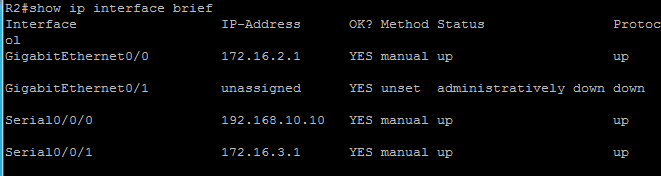 R2#show ip interface brief
Interface IP-Address OK? Method Status Protoc
ol
GigabitEthernet0/0 172.16.2.1 YES manual up up
GigabitEthernet0/1 unassigned YES unset administratively down down
Serial0/0/0 192.168.10.10 YES manual up up
Serial0/0/1 172.16.3.1 YES manual up up